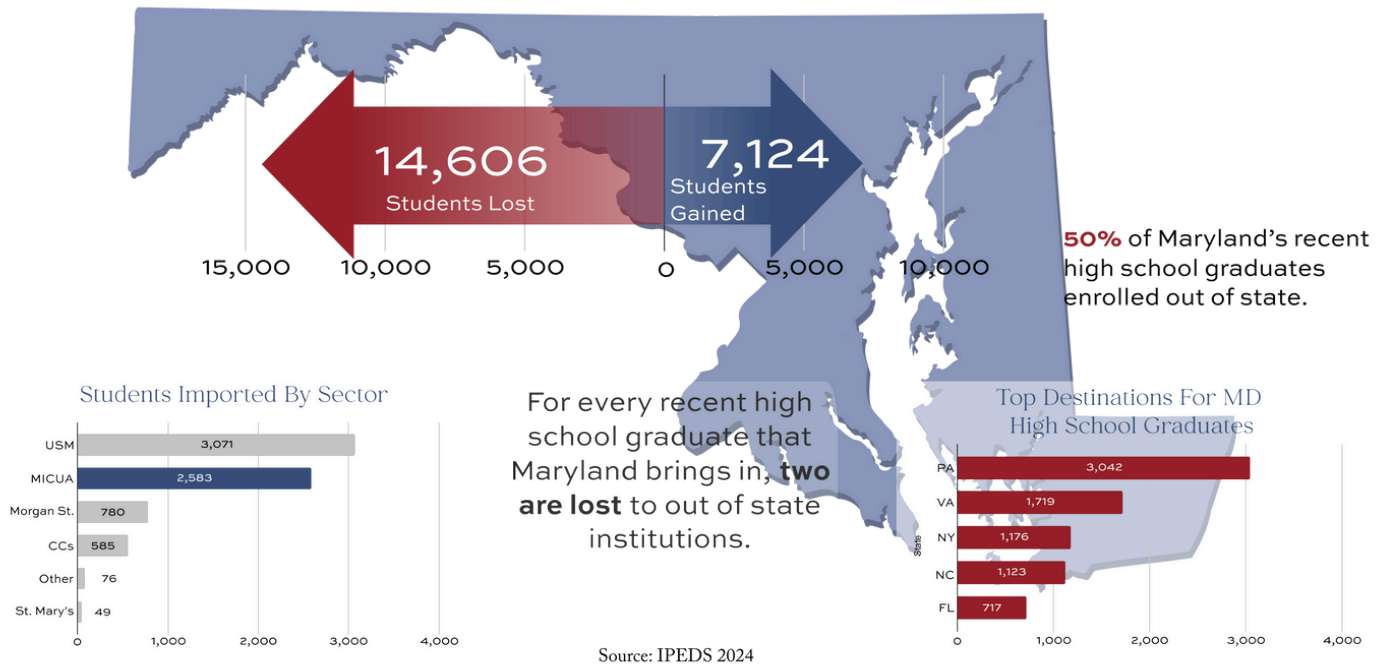 14,606
Students Lost
7,124
Students
Gained
15,000 10,000 5,000 0 5,000 10,000
50% of Maryland’s recent
high school graduates
enrolled out of state.
Students Imported By Sector
USM 3,071
MICUA 2,583
Morgan St. 780
CCs 585
Other 76
St. Mary's 49
0 1,000 2,000 3,000 4,000
For every recent high
school graduate that
Maryland brings in, two
are lost to out of state
institutions.
Top Destinations For MD
High School Graduates
State
PA 3,042
VA 1,719
NY 1,176
NC 1,123
FL 717
0 1,000 2,000 3,000 4,000
Source: IPEDS 2024